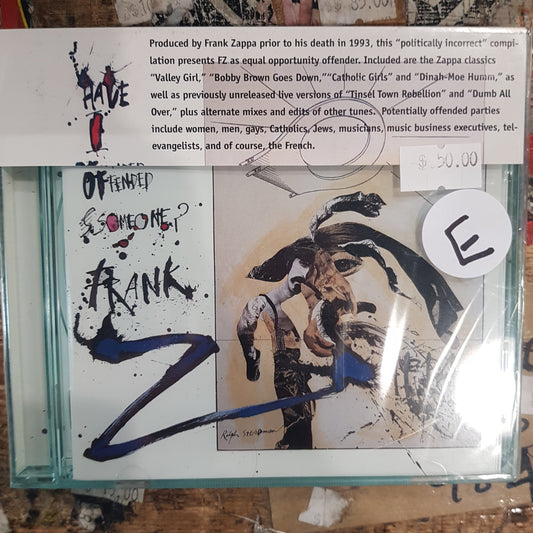 Produced by Frank Zappa prior to his death in 1993, this "politically incorrect" compi-
lation presents FZ as equal opportunity offender. Included are the Zappa classics
"Valley Girl," "Bobby Brown Goes Down,""Catholic Girls" and "Dinah-Moe Humm," as
well as previously unreleased live versions of "Tinsel Town Rebellion" and "Dumb All
Over," plus alternate mixes and edits of other tunes. Potentially offended parties
include women, men, gays, Catholics, Jews, musicians, music business executives, tel-
evangelists, and of course, the French.
HAVE
I
OFFENDED
SOMEONE?
FRANK
Z
$ 50.00
E
Ralph STEADman